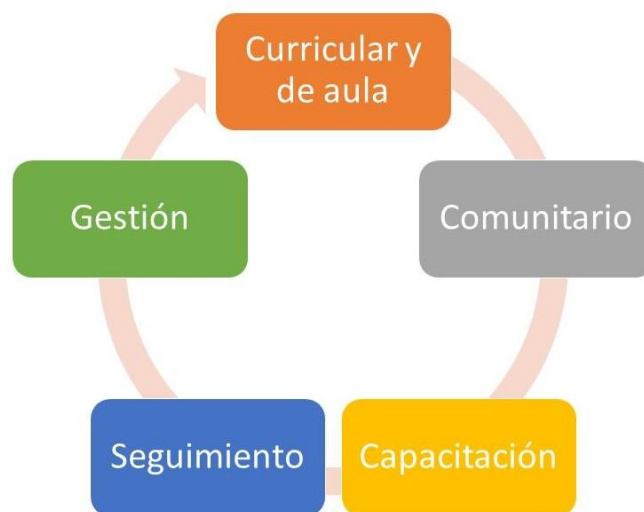 Curricular y
de aula
Comunitario
Capacitación
Seguimiento
Gestión